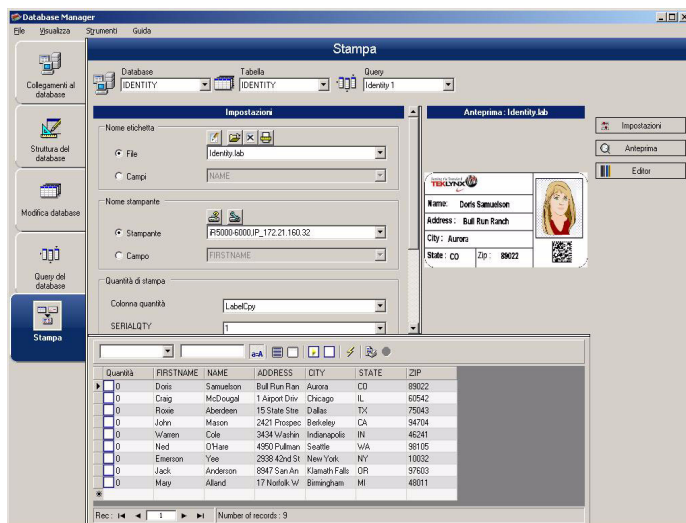 Database Manager
File Visualizza Strumenti Guida
Stampa
Database Tabella Query
IDENTITY IDENTITY Identity 1
Collegamenti al database
Struttura del database
Modifica database
Query del database
Stampa
Impostazioni
Nome etichetta
File Identity.lab
Campi NAME
Nome stampante
Stampante iR5000-6000,IP_172.21.160.32
Campo FIRSTNAME
Quantità di stampa
Colonna quantità LabelCpy
SERIALQTY 1
Anteprima : Identity.lab
TEKLYNX
Name: Doris Samuelson
Address : Bull Run Ranch
City : Aurora
State : CO Zip : 89022
Impostazioni
Anteprima
Editor
a=A
Quantità FIRSTNAME NAME ADDRESS CITY STATE ZIP
0 Doris Samuelson Bull Run Ran Aurora CO 89022
0 Craig McDougal 1 Airport Driv Chicago IL 60542
0 Roxie Aberdeen 15 State Stre Dallas TX 75043
0 John Mason 2421 Prospec Berkeley CA 94704
0 Warren Cole 3434 Washin Indianapolis IN 46241
0 Ned O'Hare 4950 Pullman Seattle WA 98105
0 Emerson Yee 2938 42nd St New York NY 10032
0 Jack Anderson 8947 San An Klamath Falls OR 97603
0 Mary Alland 17 Norfolk W Birmingham MI 48011
Rec : 1 Number of records : 9